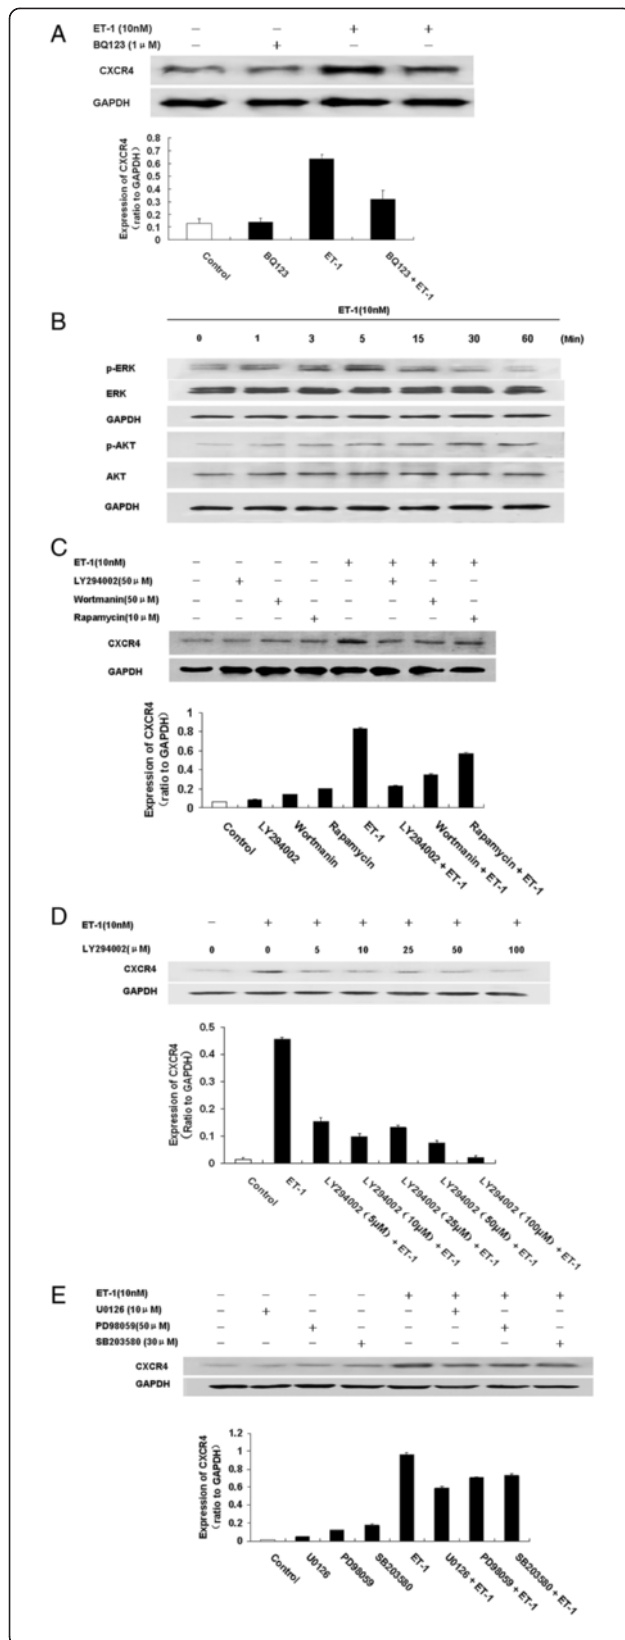 A
ET-1 (10nM) – – + +
BQ123 (1 μM) – + – –
CXCR4
GAPDH
Expression of CXCR4
(ratio to GAPDH)
0.8
0.7
0.6
0.5
0.4
0.3
0.2
0.1
0
Control
BQ123
ET-1
BQ123 + ET-1
B
ET-1(10nM)
0 1 3 5 15 30 60 (Min)
p-ERK
ERK
GAPDH
p-AKT
AKT
GAPDH
C
ET-1(10nM) – – – – + + + +
LY294002(50 μM) – + – – – + – –
Wortmanin(50 μM) – – + – – – + –
Rapamycin(10 μM) – – – + – – – +
CXCR4
GAPDH
Expression of CXCR4
(ratio to GAPDH)
1
0.8
0.6
0.4
0.2
0
Control
LY294002
Wortmanin
Rapamycin
ET-1
LY294002 + ET-1
Wortmanin + ET-1
Rapamycin + ET-1
D
ET-1(10nM) – + + + + + +
LY294002(μM) 0 0 5 10 25 50 100
CXCR4
GAPDH
Expression of CXCR4
(Ratio to GAPDH)
0.5
0.4
0.3
0.2
0.1
0
Control
ET-1
LY294002 (5μM) + ET-1
LY294002 (10μM) + ET-1
LY294002 (25μM) + ET-1
LY294002 (50μM) + ET-1
LY294002 (100μM) + ET-1
E
ET-1(10nM) – – – – + + + +
U0126 (10 μM) – + – – – + – –
PD98059(50 μM) – – + – – – + –
SB203580 (30 μM) – – – + – – – +
CXCR4
GAPDH
Expression of CXCR4
(ratio to GAPDH)
1.2
1
0.8
0.6
0.4
0.2
0
Control
U0126
PD98059
SB203580
ET-1
U0126 + ET-1
PD98059 + ET-1
SB203580 + ET-1